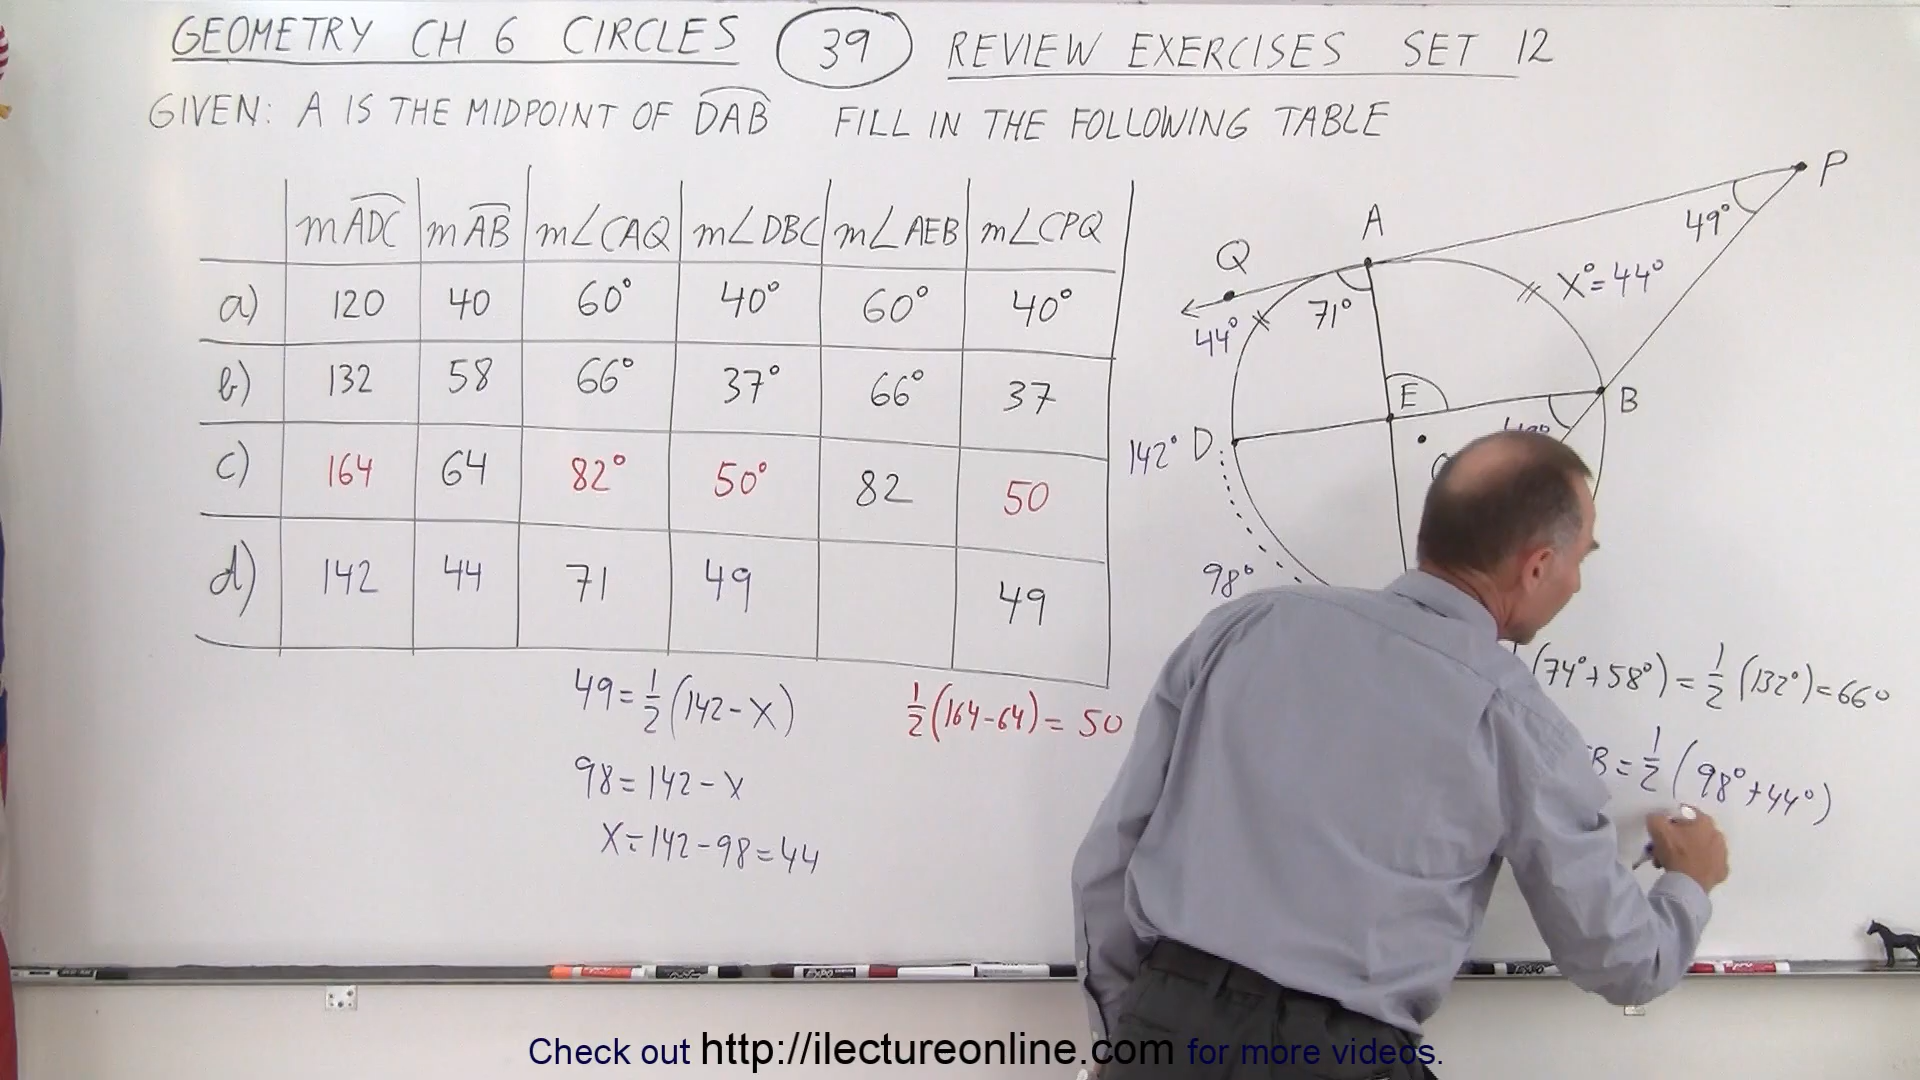 GEOMETRY CH 6 CIRCLES 39 REVIEW EXERCISES SET 12
GIVEN: A IS THE MIDPOINT OF DAB FILL IN THE FOLLOWING TABLE
mADC mAB m∠CAQ m∠DBC m∠AEB m∠CPQ
a) 120 40 60° 40° 60° 40°
b) 132 58 66° 37° 66° 37
c) 164 64 82° 50° 82 50
d) 142 44 71 49 49
49 = 1/2 (142 - X)
98 = 142 - X
X = 142 - 98 = 44
1/2 (164-64) = 50
P
49°
A
Q
X° = 44°
71°
44°
E
B
142° D
98°
(74° + 58°) = 1/2 (132°) = 66°
B = 1/2 (98° + 44°)
EXPO
EXPO
Check out http://ilectureonline.com for more videos.